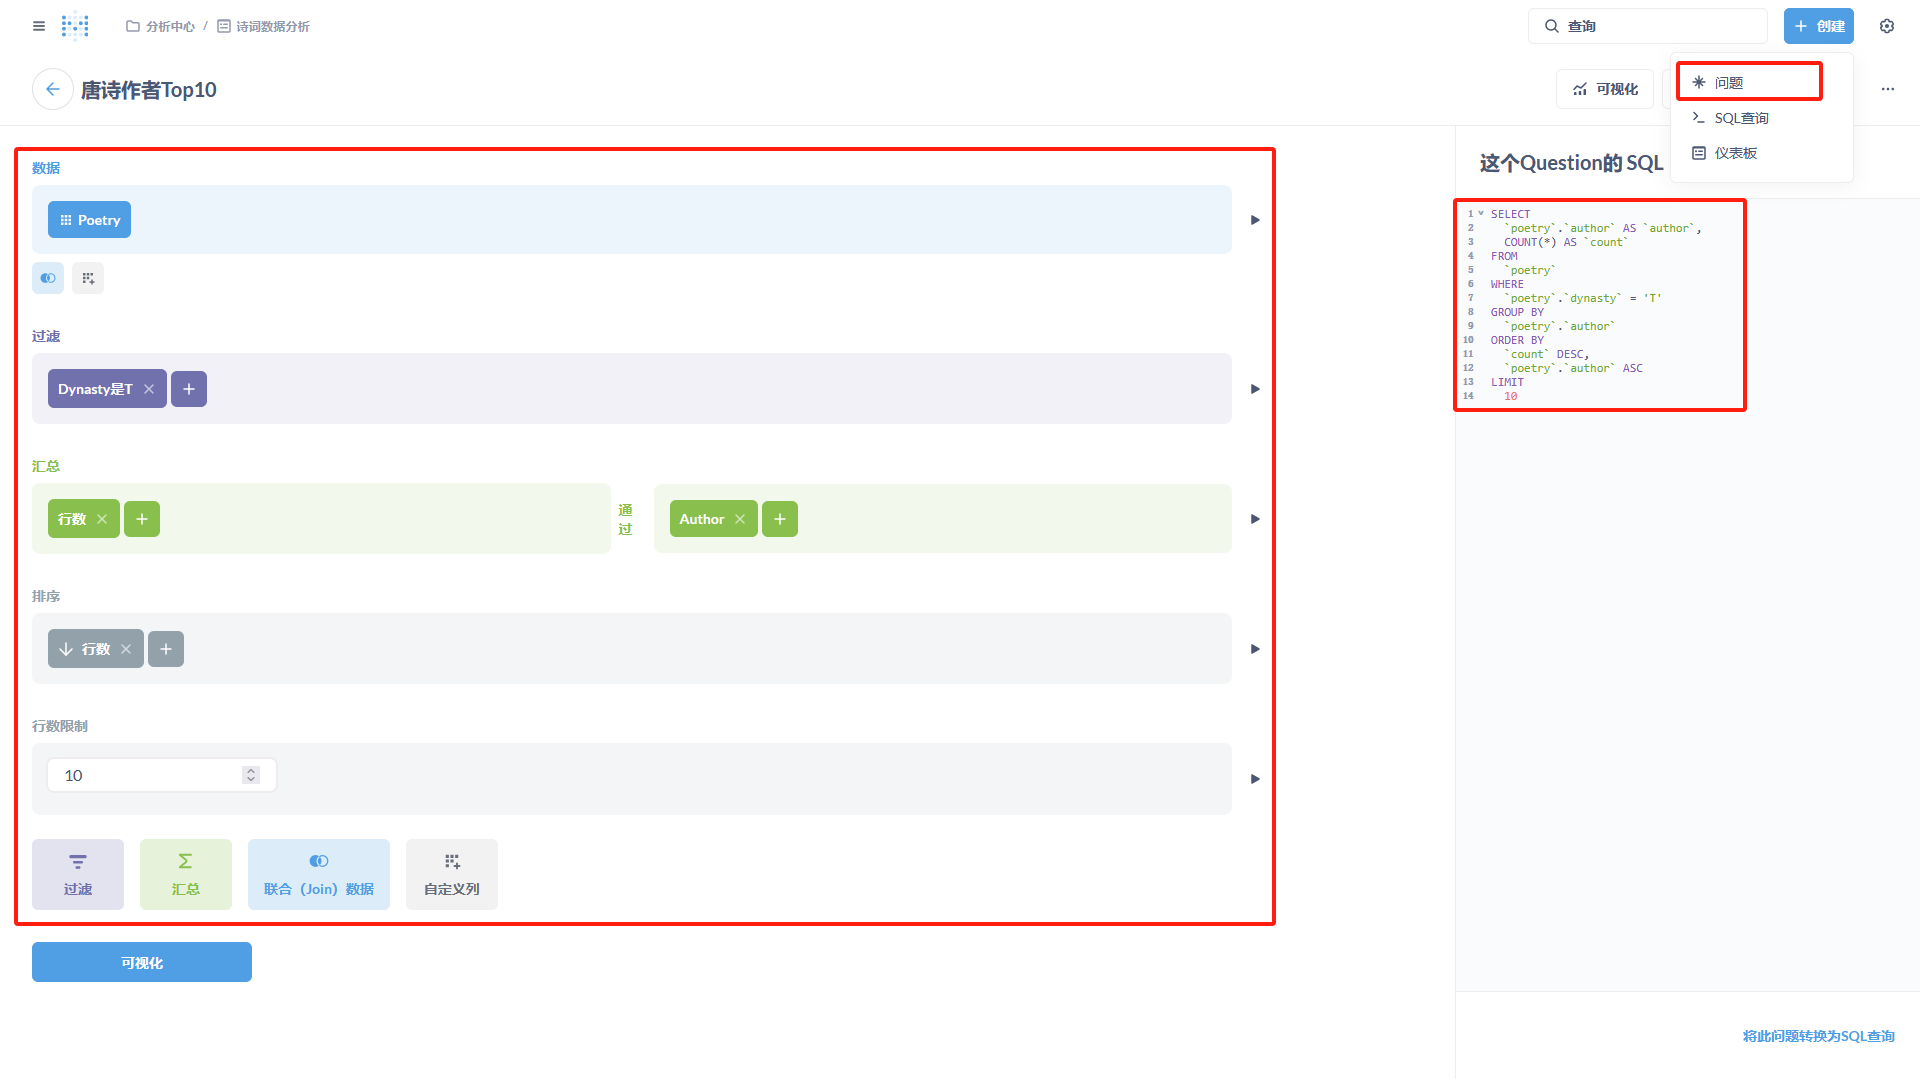 分析中心 / 诗词数据分析
查询
创建
唐诗作者Top10
可视化
问题
SQL查询
仪表板
数据
Poetry
过滤
Dynasty是T
汇总
行数
通过
Author
排序
行数
行数限制
10
过滤
汇总
联合（Join）数据
自定义列
可视化
这个Question的 SQL
1 SELECT
2 `poetry`.`author` AS `author`,
3 COUNT(*) AS `count`
4 FROM
5 `poetry`
6 WHERE
7 `poetry`.`dynasty` = 'T'
8 GROUP BY
9 `poetry`.`author`
10 ORDER BY
11 `count` DESC,
12 `poetry`.`author` ASC
13 LIMIT
14 10
将此问题转换为SQL查询